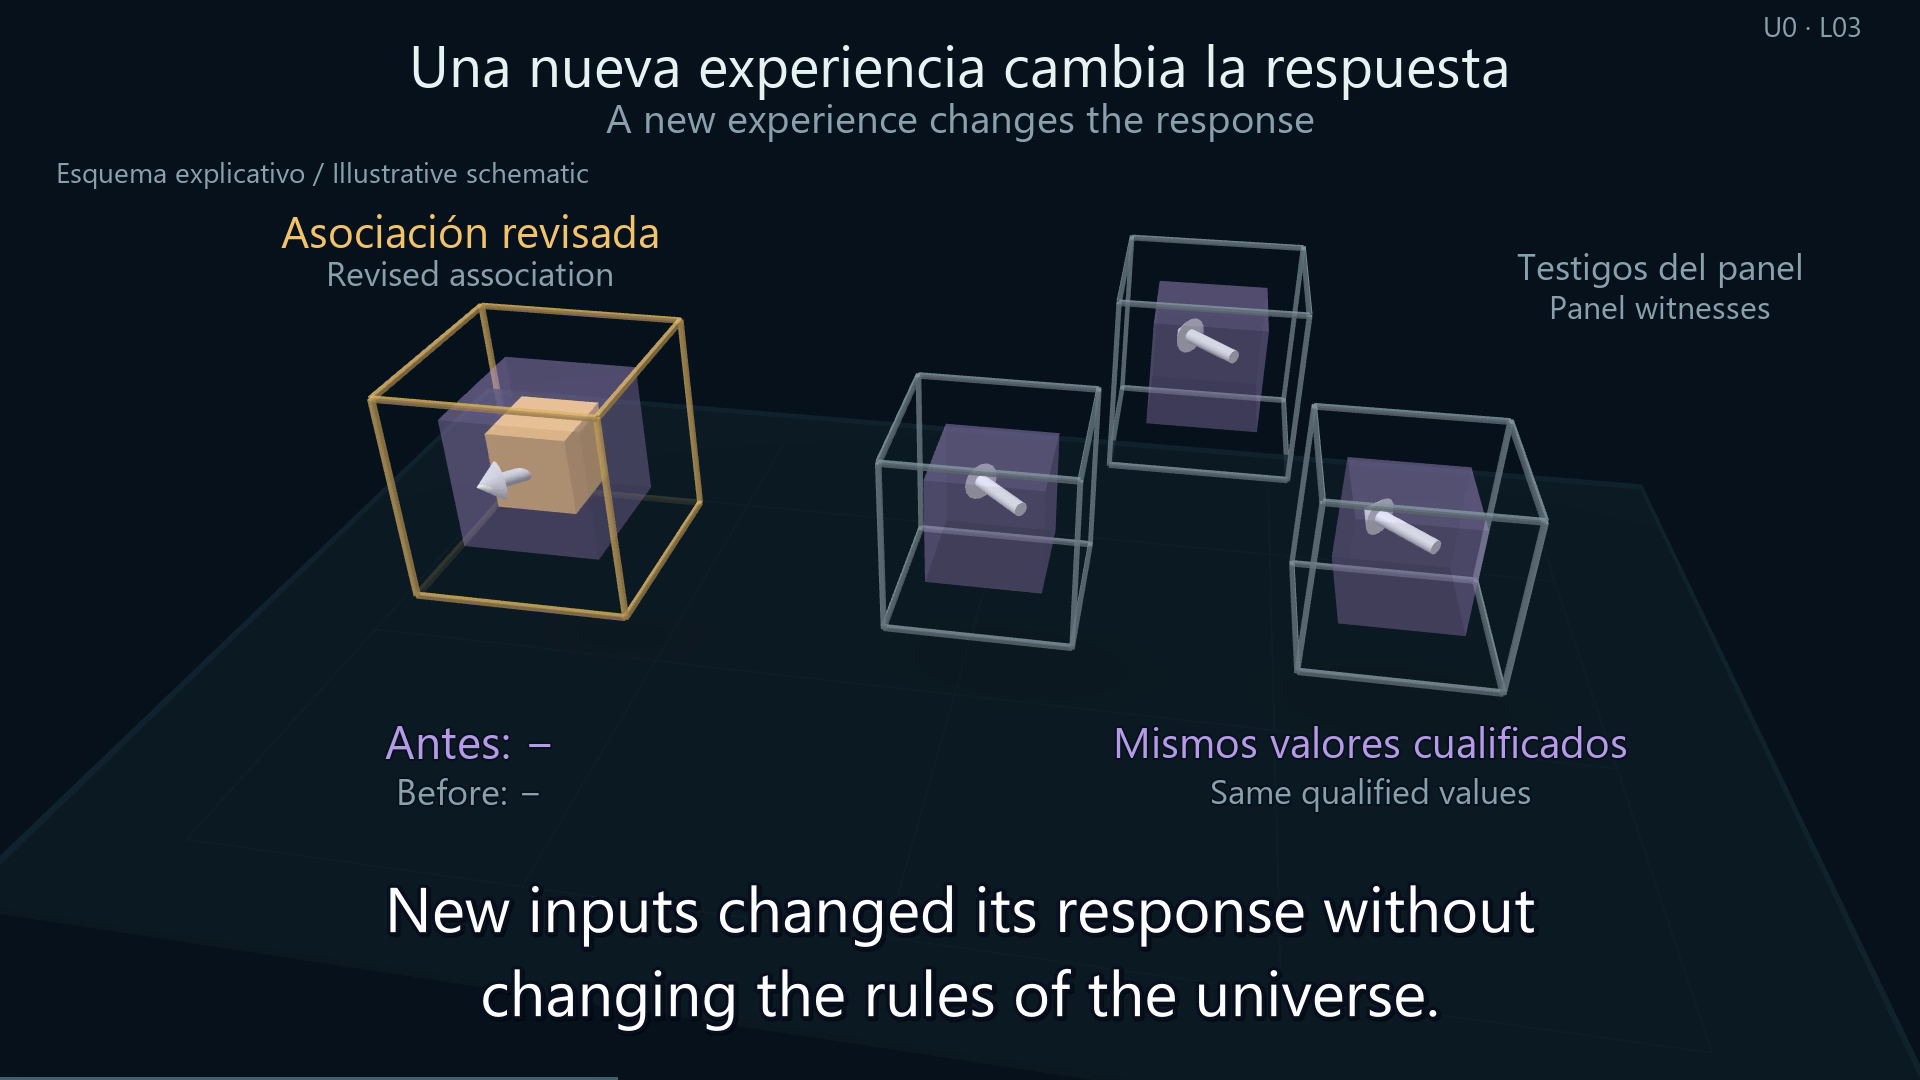 U0 · L03
Una nueva experiencia cambia la respuesta
A new experience changes the response
Esquema explicativo / Illustrative schematic
Asociación revisada
Revised association
Testigos del panel
Panel witnesses
Antes: –
Before: –
Mismos valores cualificados
Same qualified values
New inputs changed its response without
changing the rules of the universe.